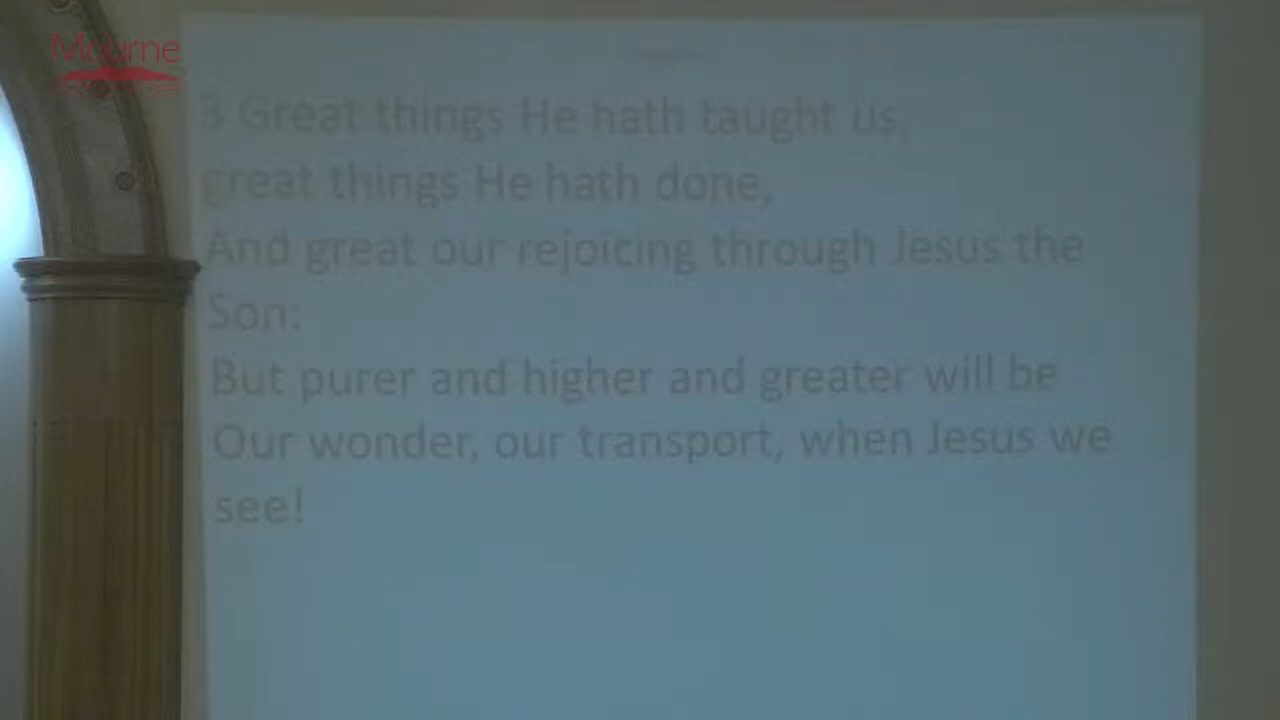 Mourne
3 Great things He hath taught us,
great things He hath done,
And great our rejoicing through Jesus the
Son:
But purer and higher and greater will be
Our wonder, our transport, when Jesus we
see!